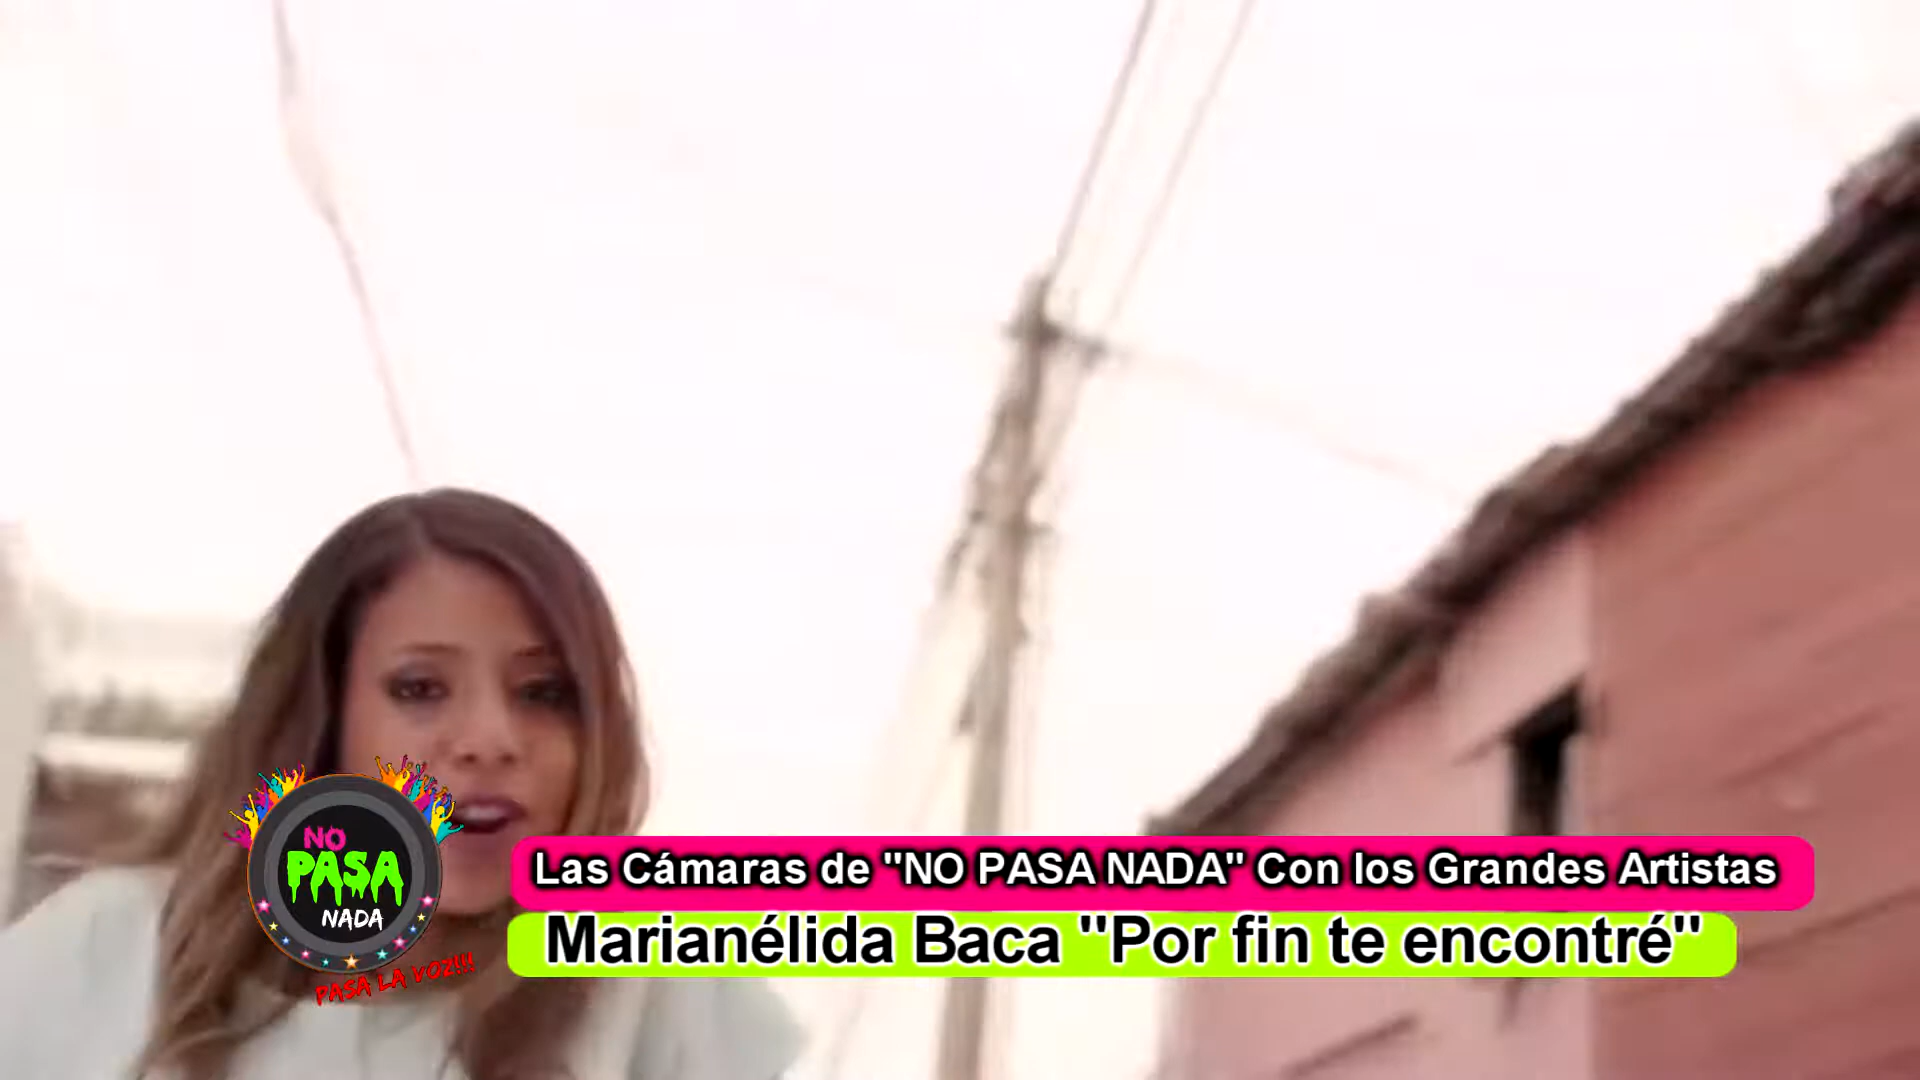 NO
PASA
NADA
PASA LA VOZ!!!
Las Cámaras de "NO PASA NADA" Con los Grandes Artistas
Marianélida Baca "Por fin te encontré"